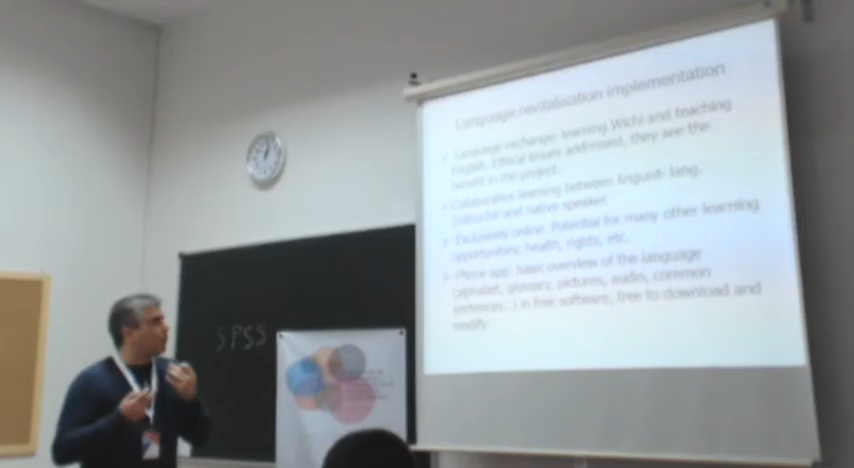 SPSS
Language revitalisation implementation
Language exchange: learning Wichi and teaching
English. Ethical issues addressed, they see the
benefit in the project.
Collaborative learning between linguist- lang.
Instructor and native speaker.
Exclusively online. Potential for many other learning
opportunities: health, rights, etc.
Phone app: basic overview of the language
(alphabet, glossary, pictures, audio, common
sentences..) in free software, free to download and
modify.